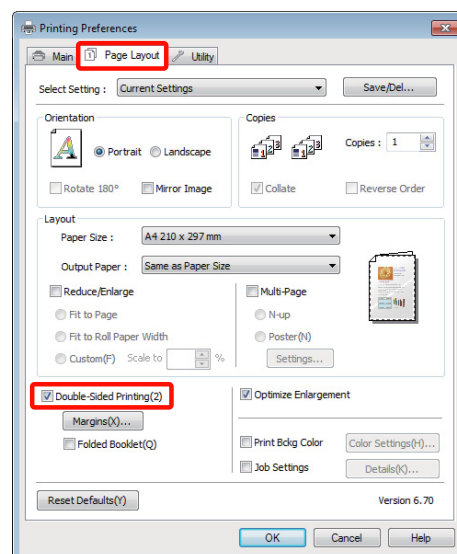 Printing Preferences
Main Page Layout Utility
Select Setting : Current Settings Save/Del...
Orientation
Portrait Landscape
Rotate 180° Mirror Image
Copies
Copies : 1
Collate Reverse Order
Layout
Paper Size : A4 210 x 297 mm
Output Paper : Same as Paper Size
Reduce/Enlarge
Fit to Page
Fit to Roll Paper Width
Custom(F) Scale to %
Multi-Page
N-up
Poster(N)
Settings...
Double-Sided Printing(2)
Margins(X)...
Folded Booklet(Q)
Optimize Enlargement
Print Bckg Color Color Settings(H)...
Job Settings Details(K)...
Reset Defaults(Y) Version 6.70
OK Cancel Help